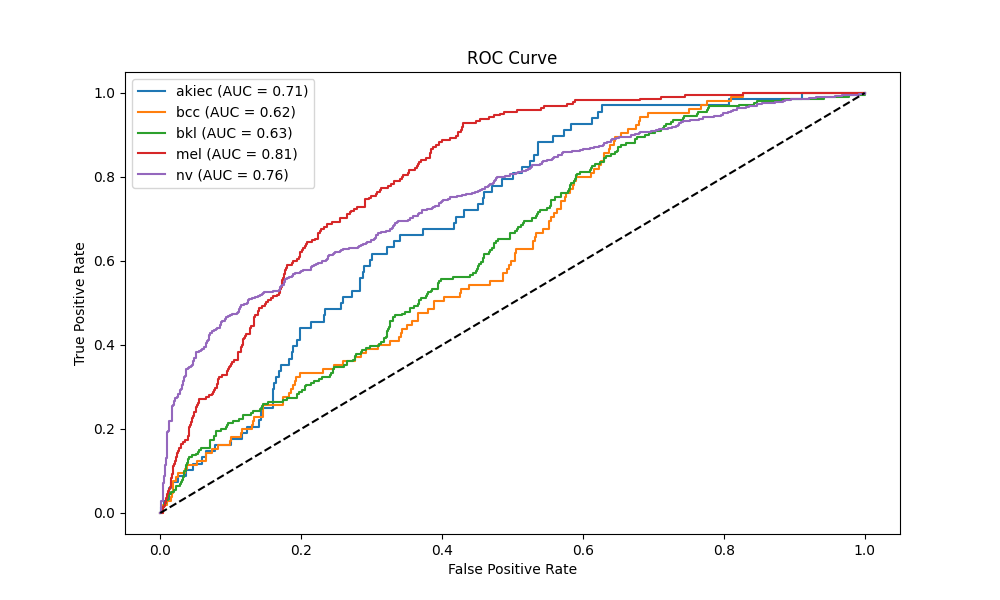 ROC Curve
akiec (AUC = 0.71)
bcc (AUC = 0.62)
bkl (AUC = 0.63)
mel (AUC = 0.81)
nv (AUC = 0.76)
True Positive Rate
1.0
0.8
0.6
0.4
0.2
0.0
0.0 0.2 0.4 0.6 0.8 1.0
False Positive Rate